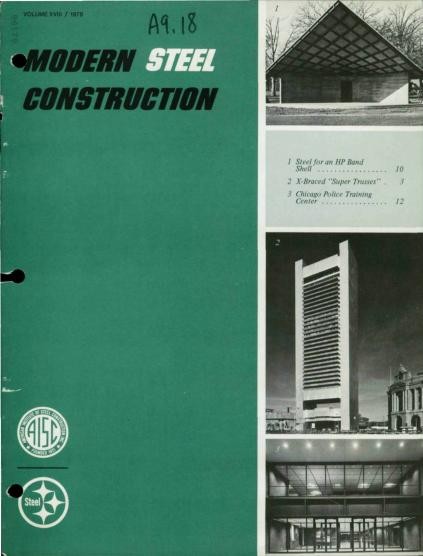 VOLUME XVIII / 1978
A9.18
MODERN STEEL
CONSTRUCTION
1
1 Steel for an HP Band
Shell ................. 10
2 X-Braced "Super Trusses" . 3
3 Chicago Police Training
Center ................ 12
2
AISC
Steel